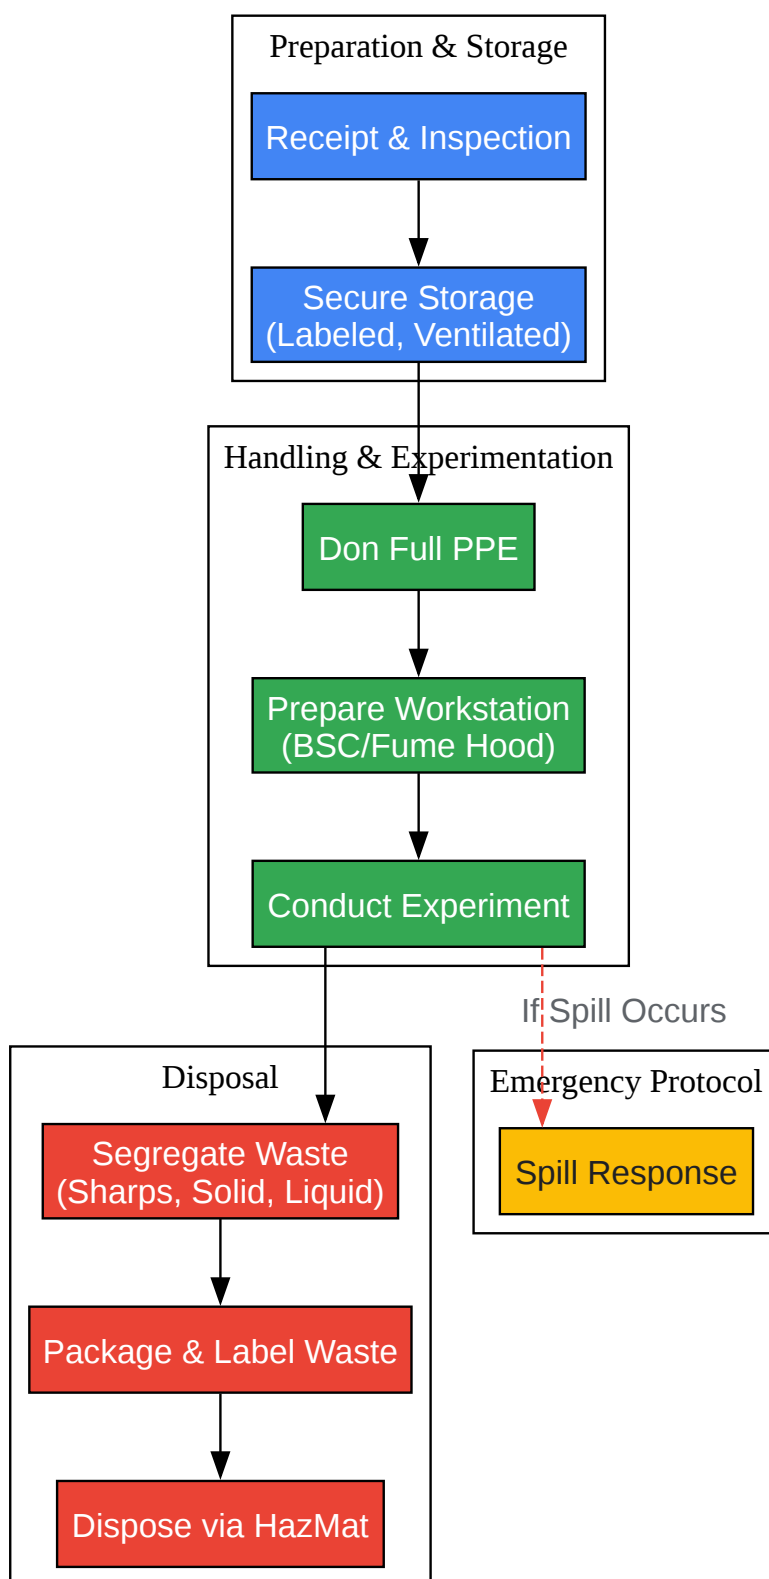 Preparation & Storage
Receipt & Inspection
Secure Storage
(Labeled, Ventilated)
Handling & Experimentation
Don Full PPE
Prepare Workstation
(BSC/Fume Hood)
Conduct Experiment
If Spill Occurs
Disposal
Segregate Waste
(Sharps, Solid, Liquid)
Package & Label Waste
Dispose via HazMat
Emergency Protocol
Spill Response